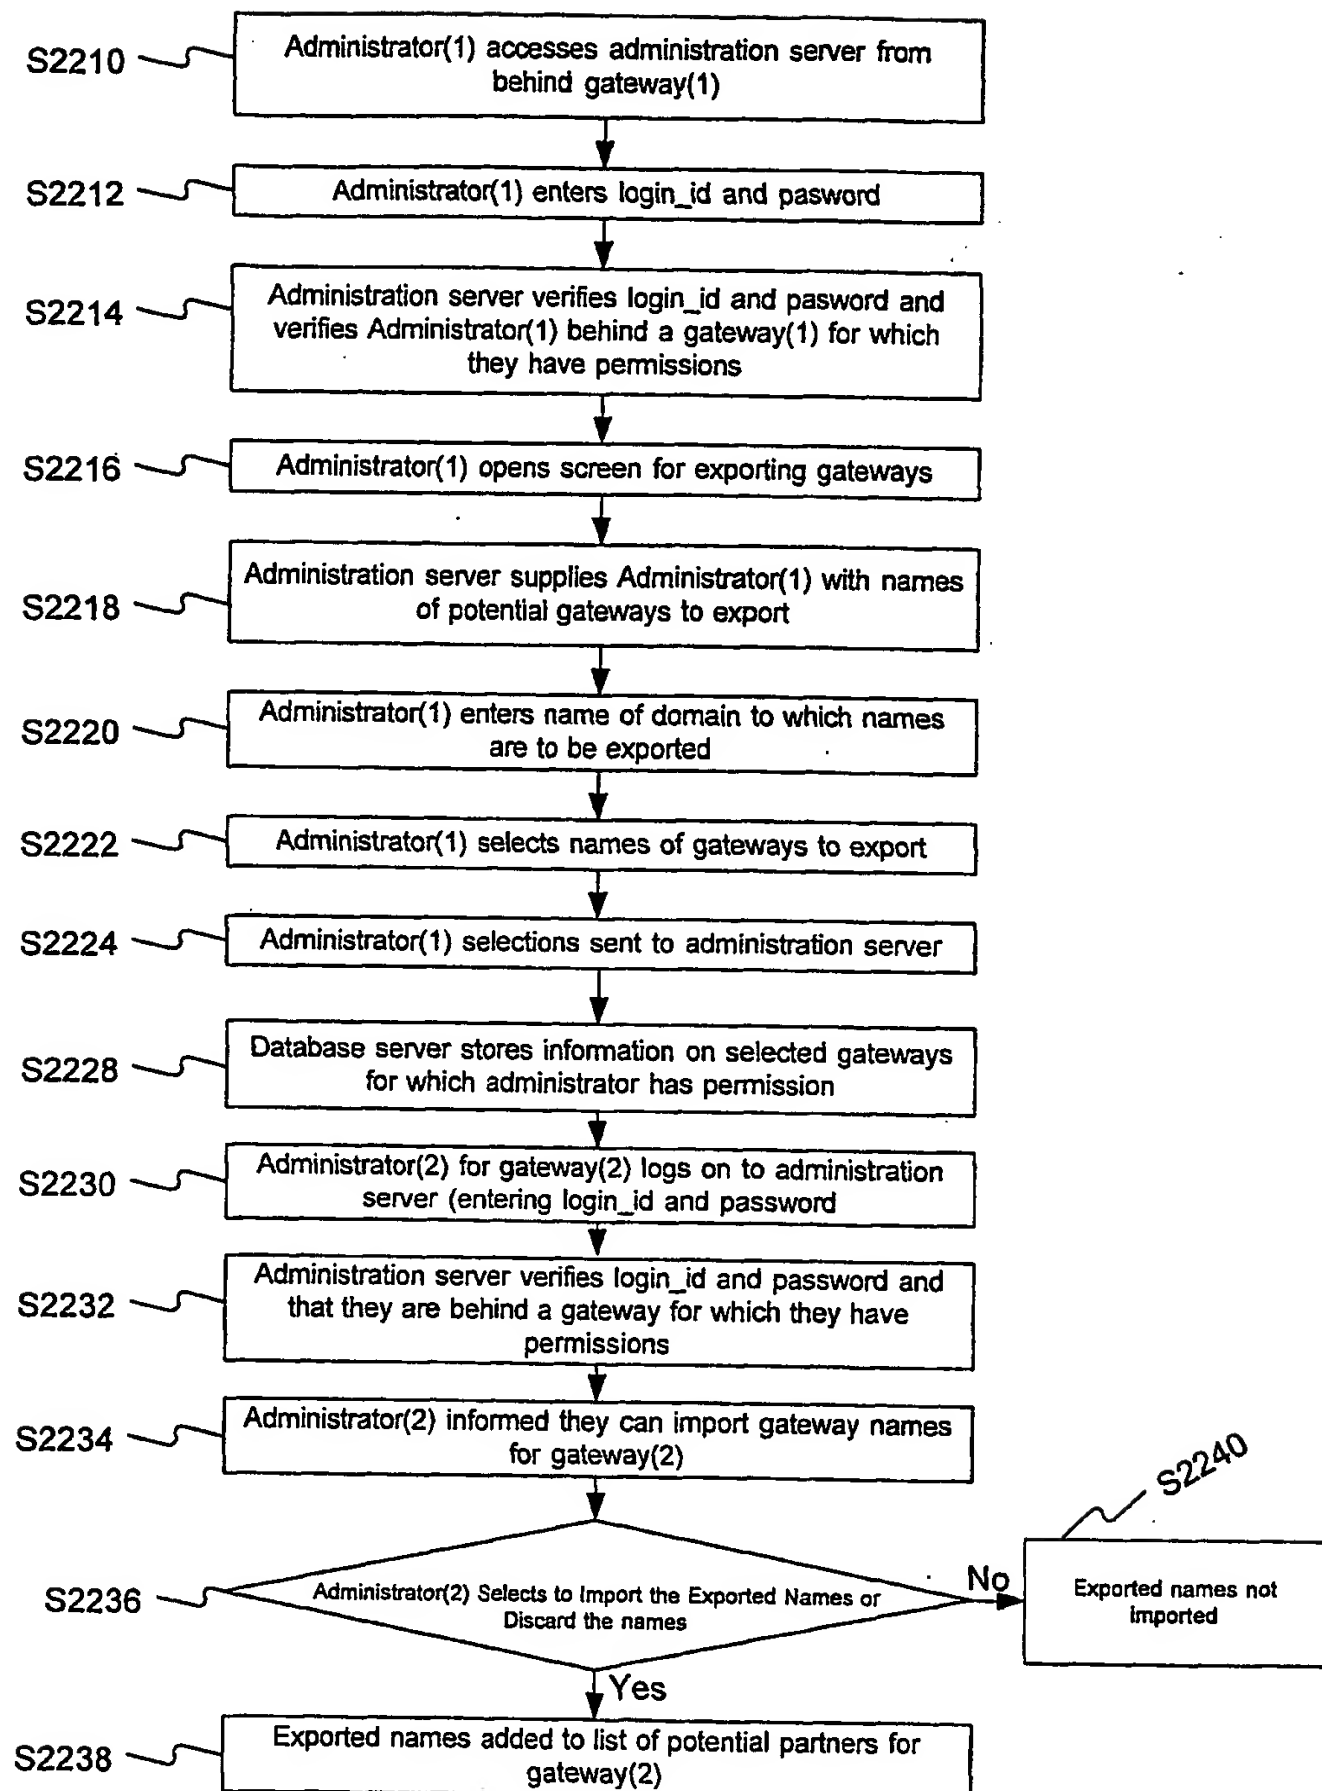 S2210
Administrator(1) accesses administration server from
behind gateway(1)
S2212
Administrator(1) enters login_id and pasword
S2214
Administration server verifies login_id and pasword and
verifies Administrator(1) behind a gateway(1) for which
they have permissions
S2216
Administrator(1) opens screen for exporting gateways
S2218
Administration server supplies Administrator(1) with names
of potential gateways to export
S2220
Administrator(1) enters name of domain to which names
are to be exported
S2222
Administrator(1) selects names of gateways to export
S2224
Administrator(1) selections sent to administration server
S2228
Database server stores information on selected gateways
for which administrator has permission
S2230
Administrator(2) for gateway(2) logs on to administration
server (entering login_id and password
S2232
Administration server verifies login_id and password and
that they are behind a gateway for which they have
permissions
S2234
Administrator(2) informed they can import gateway names
for gateway(2)
S2236
Administrator(2) Selects to Import the Exported Names or
Discard the names
No
S2240
Exported names not
imported
Yes
S2238
Exported names added to list of potential partners for
gateway(2)